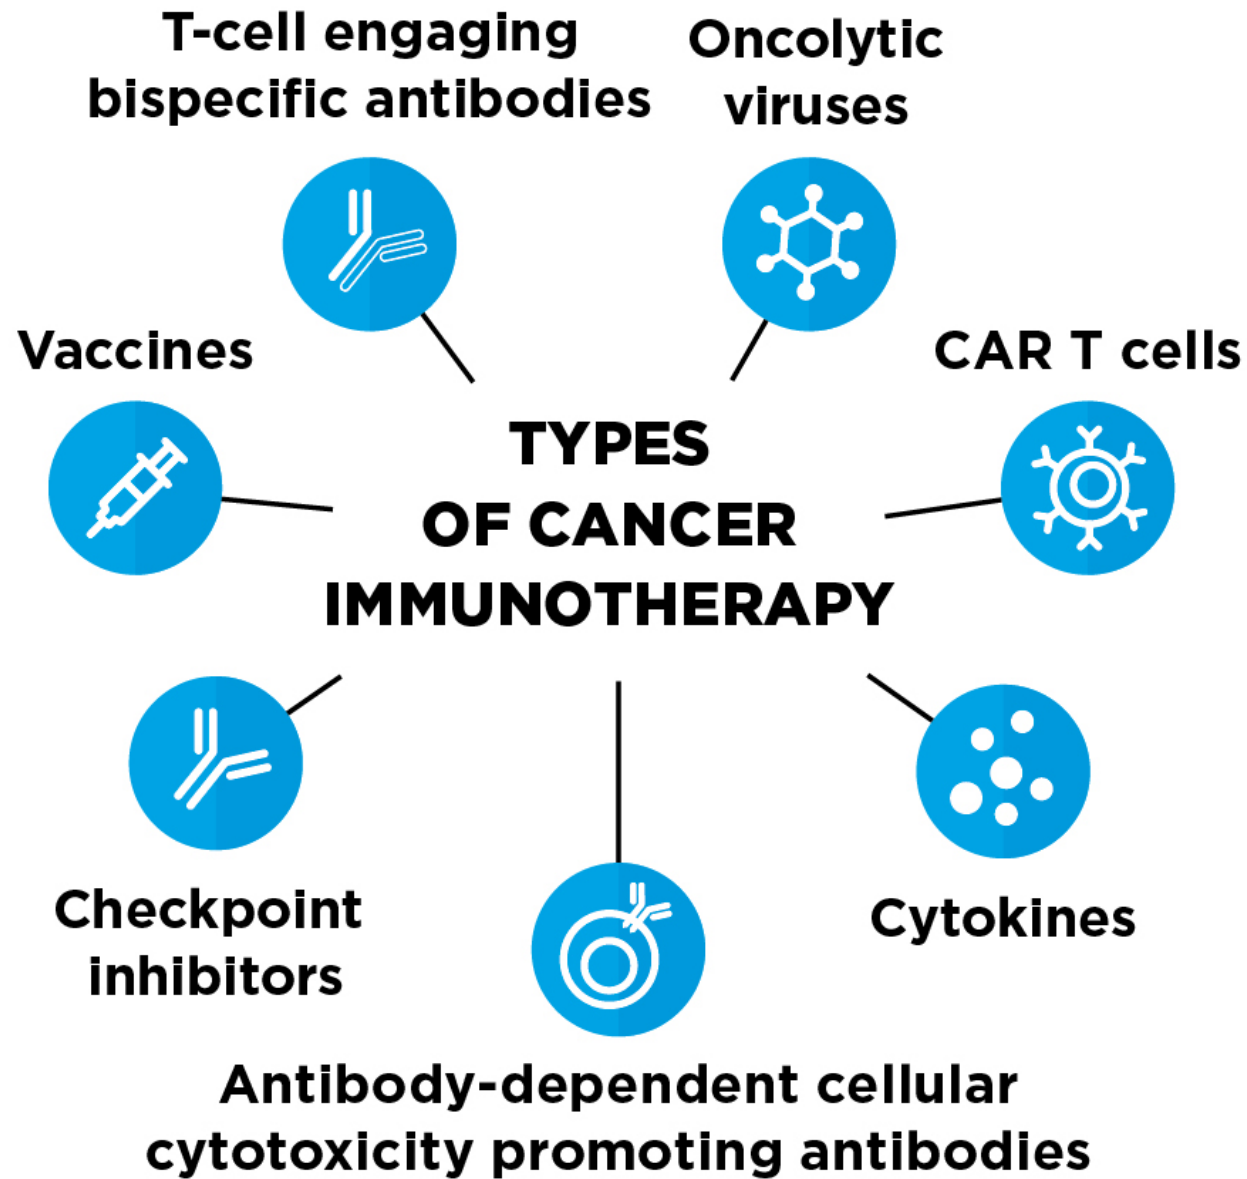 T-cell engaging
bispecific antibodies
Oncolytic
viruses
Vaccines
CAR T cells
TYPES
OF CANCER
IMMUNOTHERAPY
Checkpoint
inhibitors
Cytokines
Antibody-dependent cellular
cytotoxicity promoting antibodies